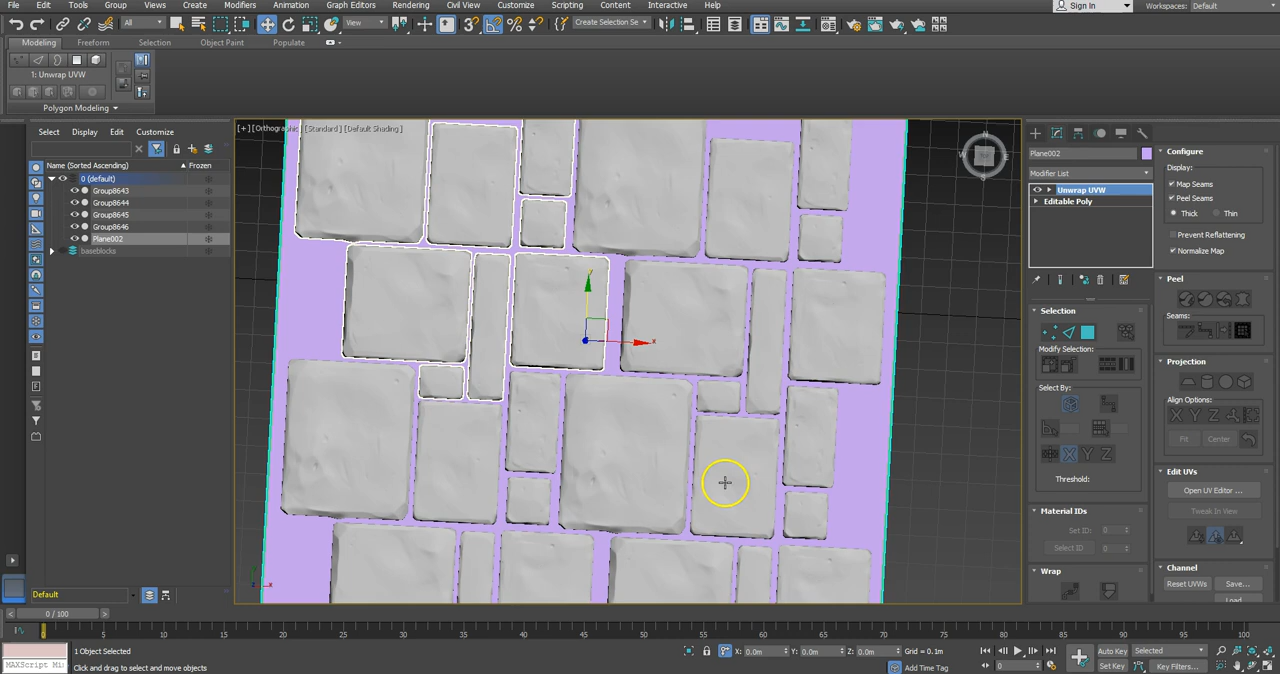 File Edit Tools Group Views Create Modifiers Animation Graph Editors Rendering Civil View Customize Scripting Content Interactive Help
Sign In Workspaces: Default
All View Create Selection Se
Modeling Freeform Selection Object Paint Populate
1: Unwrap UVW
Polygon Modeling
Select Display Edit Customize
Name (Sorted Ascending) Frozen
0 (default)
Group8643
Group8644
Group8645
Group8646
Plane002
baseblocks
Default
[+] [Orthographic] [Standard] [Default Shading]
N
W E
S
y
x
Plane002
Modifier List
Unwrap UVW
Editable Poly
Selection
Modify Selection:
Select By:
X Y Z
Threshold:
Material IDs
Set ID: 0
Select ID 0
Wrap
Configure
Display:
Map Seams
Peel Seams
Thick Thin
Prevent Reflattening
Normalize Map
Peel
Seams:
Projection
Align Options:
X Y Z
Fit Center
Edit UVs
Open UV Editor ...
Tweak In View
Channel
Reset UVWs Save...
Load...
0 / 100
0 5 10 15 20 25 30 35 40 45 50 55 60 65 70 75 80 85 90 95 100
MAXScript Mi
1 Object Selected
Click and drag to select and move objects
X: 0.0m Y: 0.0m Z: 0.0m Grid = 0.1m
Add Time Tag
0
Auto Key Selected
Set Key Key Filters...